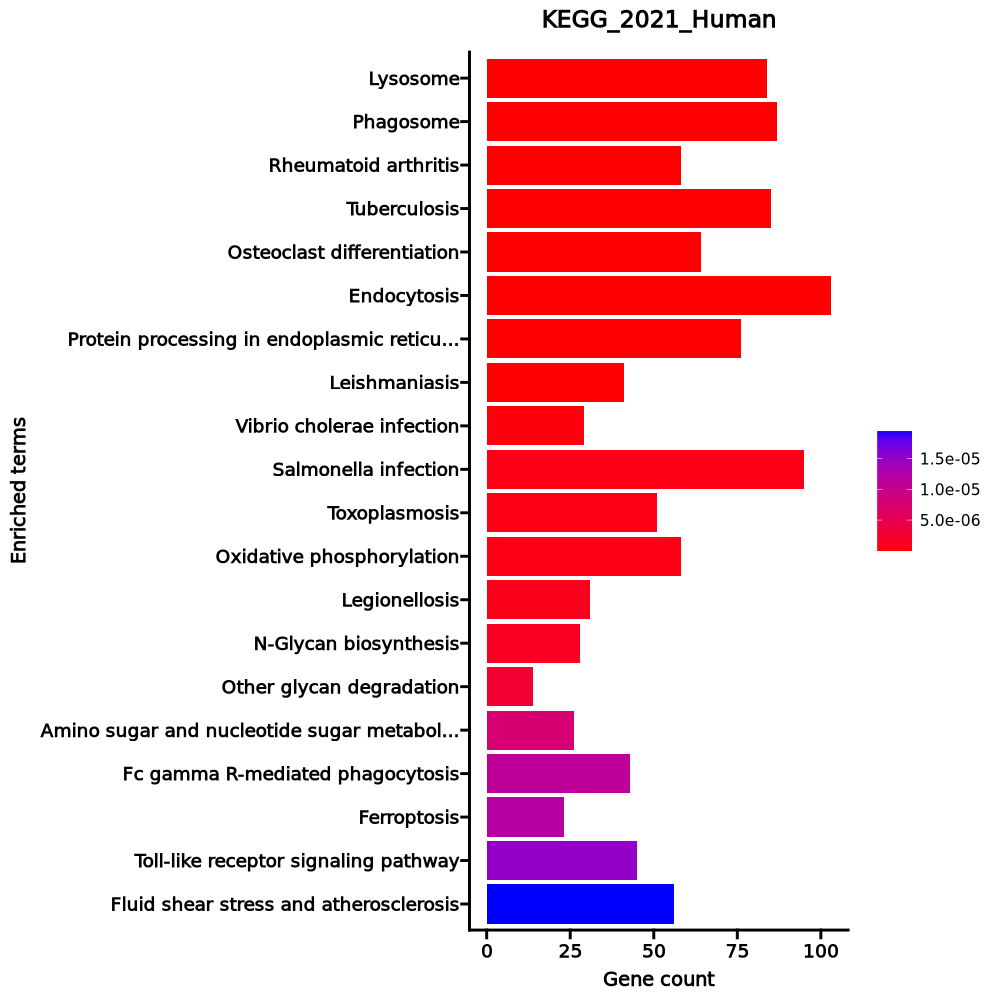 KEGG_2021_Human
Lysosome
Phagosome
Rheumatoid arthritis
Tuberculosis
Osteoclast differentiation
Endocytosis
Protein processing in endoplasmic reticu...
Leishmaniasis
Vibrio cholerae infection
Salmonella infection
Toxoplasmosis
Oxidative phosphorylation
Legionellosis
N-Glycan biosynthesis
Other glycan degradation
Amino sugar and nucleotide sugar metabol...
Fc gamma R-mediated phagocytosis
Ferroptosis
Toll-like receptor signaling pathway
Fluid shear stress and atherosclerosis
Enriched terms
0 25 50 75 100
Gene count
1.5e-05
1.0e-05
5.0e-06